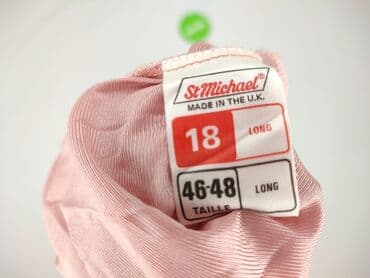 St Michael®
MADE IN THE U.K.
18 LONG
46-48 LONG
TAILLE